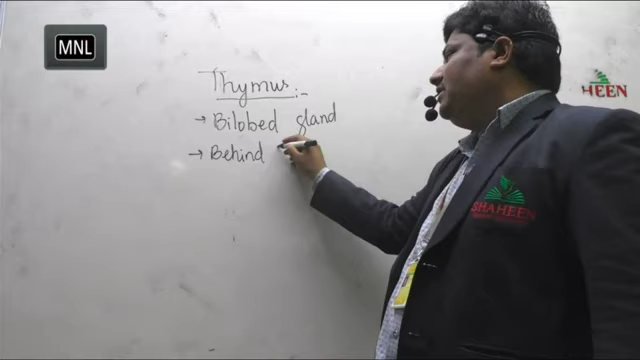 MNL
Thymus:-
→ Bilobed gland
→ Behind
HEEN
SHAHEEN